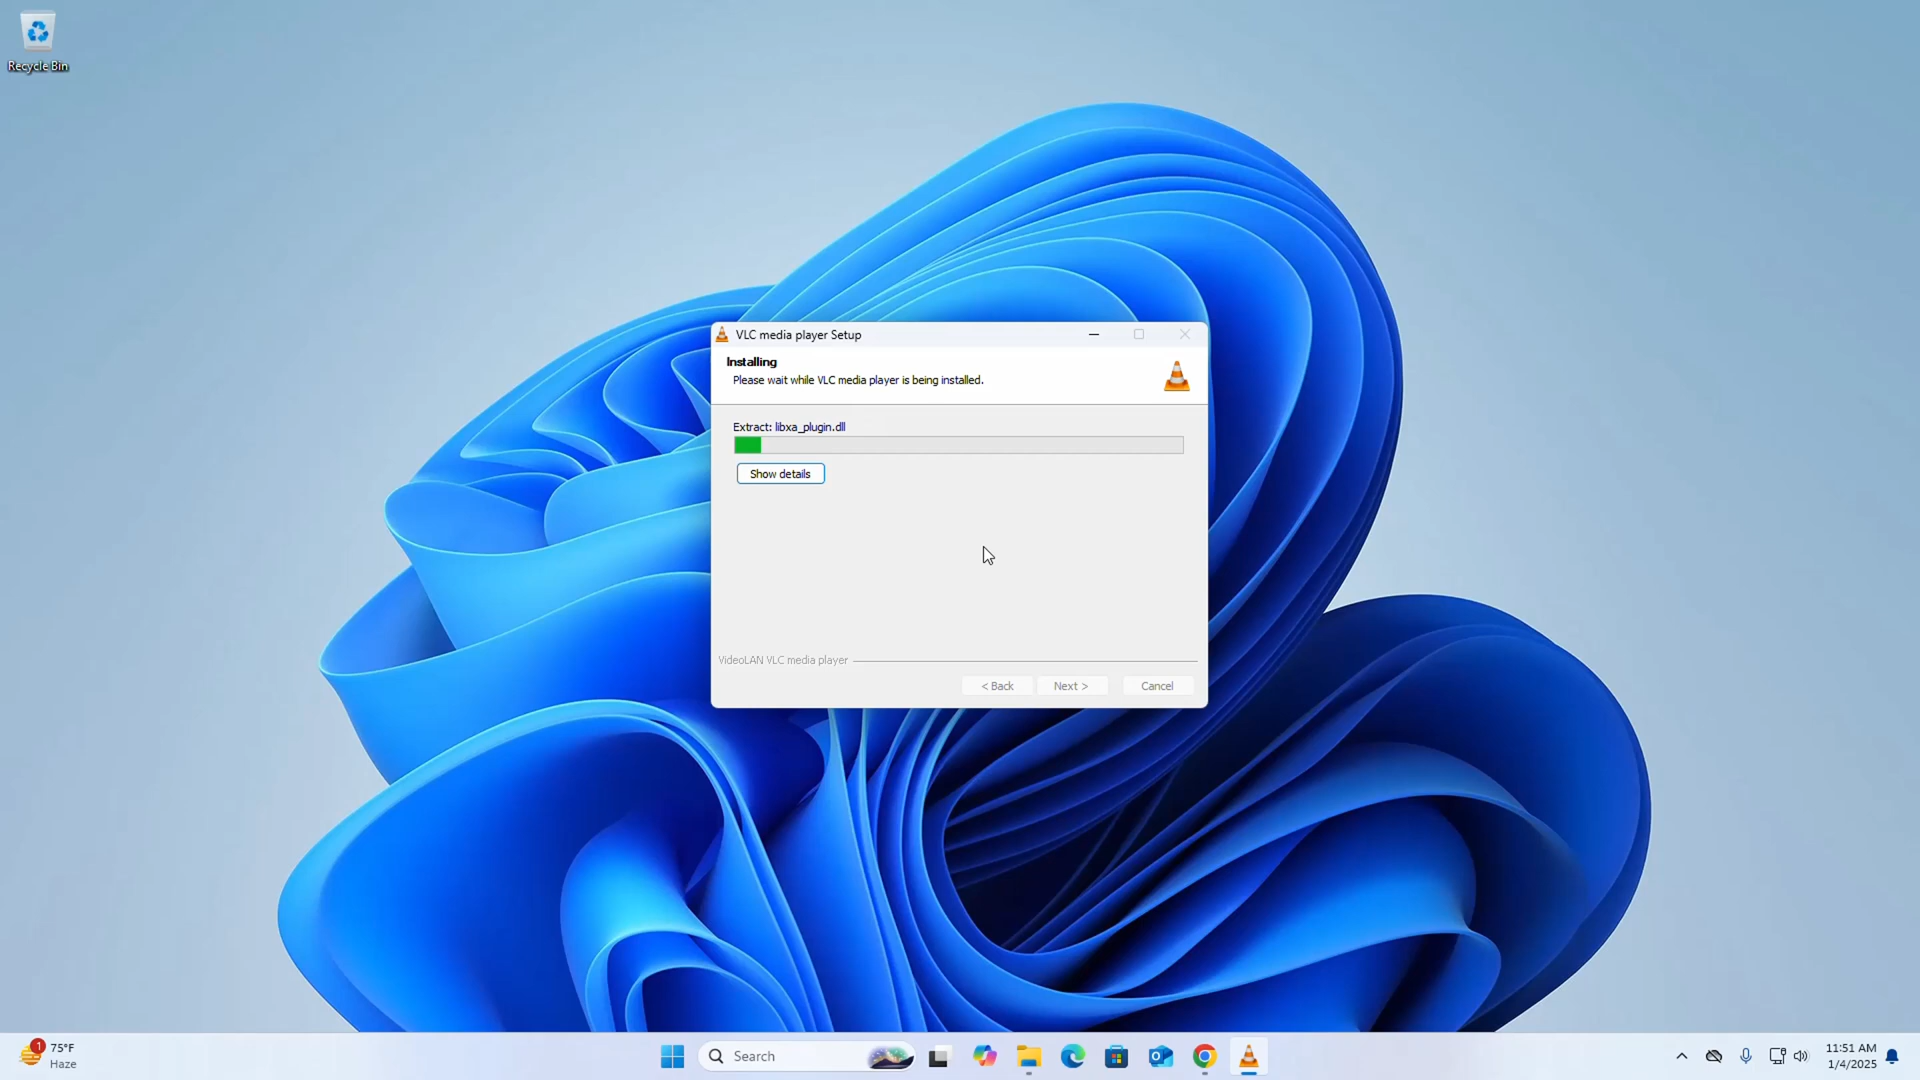 Recycle Bin
VLC media player Setup
Installing
Please wait while VLC media player is being installed.
Extract: libxa_plugin.dll
Show details
VideoLAN VLC media player
< Back
Next >
Cancel
1
75°F
Haze
Search
11:51 AM
1/4/2025